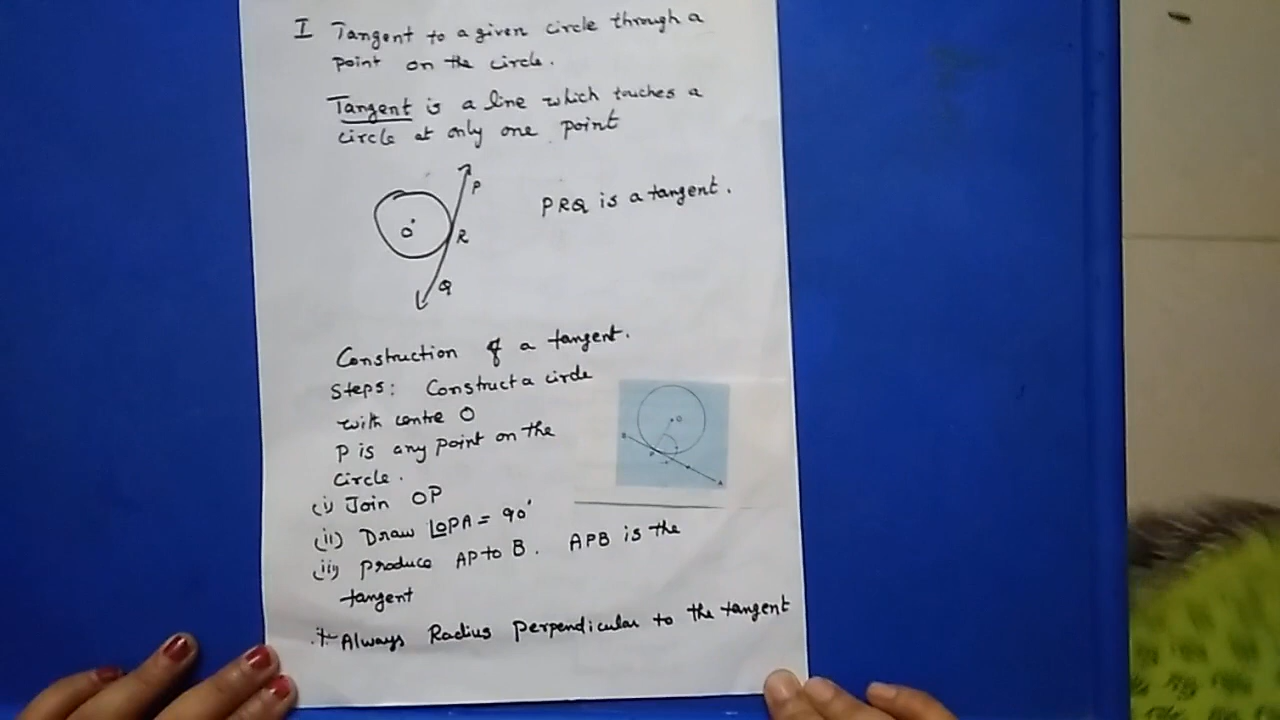 I Tangent to a given circle through a
point on the circle.
Tangent is a line which touches a
circle at only one point
P
O
R
Q
PRQ is a tangent.
Construction of a tangent.
Steps: Construct a circle
with centre O
P is any point on the
circle.
(i) Join OP
(ii) Draw ∠OPA = 90°
(iii) produce AP to B. APB is the
tangent
O
B
P
A
* Always Radius perpendicular to the tangent